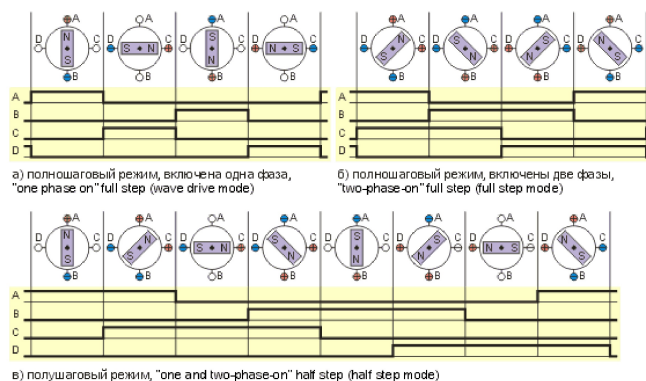 A A A A
D N C D C D S C D C
S S N N S N
B B B B
A
B
C
D
а) полношаговый режим, включена одна фаза,
"one phase on" full step (wave drive mode)
A A A A
D N C D S C D S C D N C
S N N S
B B B B
A
B
C
D
б) полношаговый режим, включены две фазы,
"two-phase-on" full step (full step mode)
A A A A A A A A
D N C D N C D C D S C D S C D S C D C D N C
S S S N N N N N S S
B B B B B B B B
A
B
C
D
в) полушаговый режим, "one and two-phase-on" half step (half step mode)